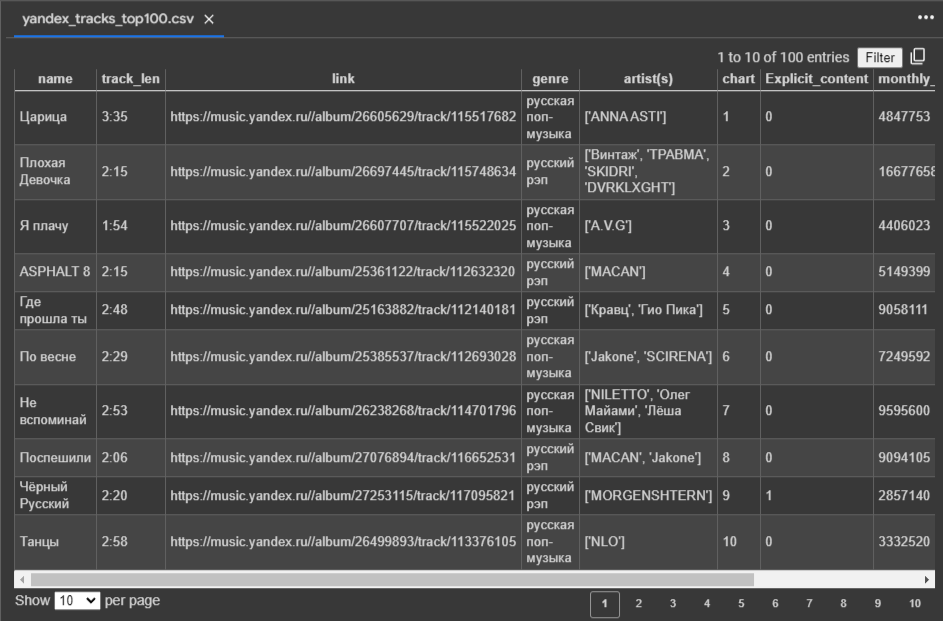 yandex_tracks_top100.csv ×
1 to 10 of 100 entries Filter
name track_len link genre artist(s) chart Explicit_content monthly_
Царица 3:35 https://music.yandex.ru//album/26605629/track/115517682 русская поп-музыка ['ANNA ASTI'] 1 0 4847753
Плохая Девочка 2:15 https://music.yandex.ru//album/26697445/track/115748634 русский рэп ['Винтаж', 'ТРАВМА', 'SKIDRI', 'DVRKLXGHT'] 2 0 16677658
Я плачу 1:54 https://music.yandex.ru//album/26607707/track/115522025 русская поп-музыка ['A.V.G'] 3 0 4406023
ASPHALT 8 2:15 https://music.yandex.ru//album/25361122/track/112632320 русский рэп ['MACAN'] 4 0 5149399
Где прошла ты 2:48 https://music.yandex.ru//album/25163882/track/112140181 русский рэп ['Кравц', 'Гио Пика'] 5 0 9058111
По весне 2:29 https://music.yandex.ru//album/25385537/track/112693028 русская поп-музыка ['Jakone', 'SCIRENA'] 6 0 7249592
Не вспоминай 2:53 https://music.yandex.ru//album/26238268/track/114701796 русская поп-музыка ['NILETTO', 'Олег Майами', 'Лёша Свик'] 7 0 9595600
Поспешили 2:06 https://music.yandex.ru//album/27076894/track/116652531 русский рэп ['MACAN', 'Jakone'] 8 0 9094105
Чёрный Русский 2:20 https://music.yandex.ru//album/27253115/track/117095821 русский рэп ['MORGENSHTERN'] 9 1 2857140
Танцы 2:58 https://music.yandex.ru//album/26499893/track/113376105 русская поп-музыка ['NLO'] 10 0 3332520
Show 10 per page 1 2 3 4 5 6 7 8 9 10